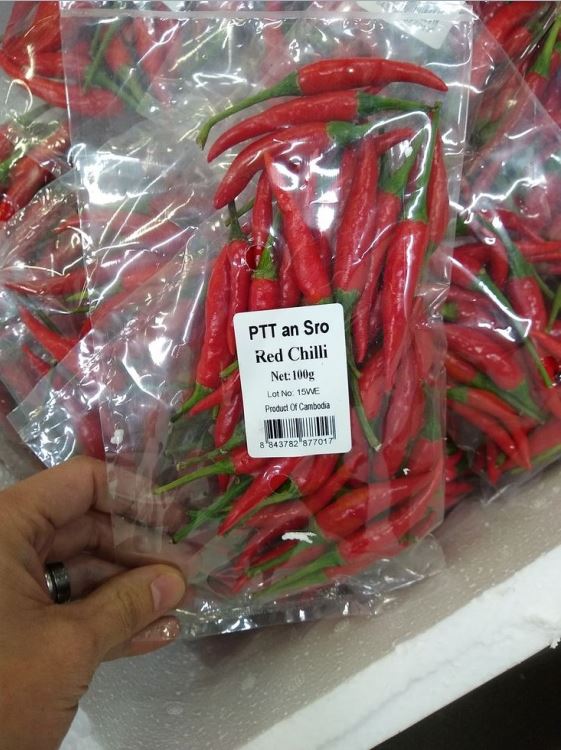 PTT an Sro
Red Chilli
Net:100g
Lot No: 15WE
Product Of Cambodia
8 843782 877017